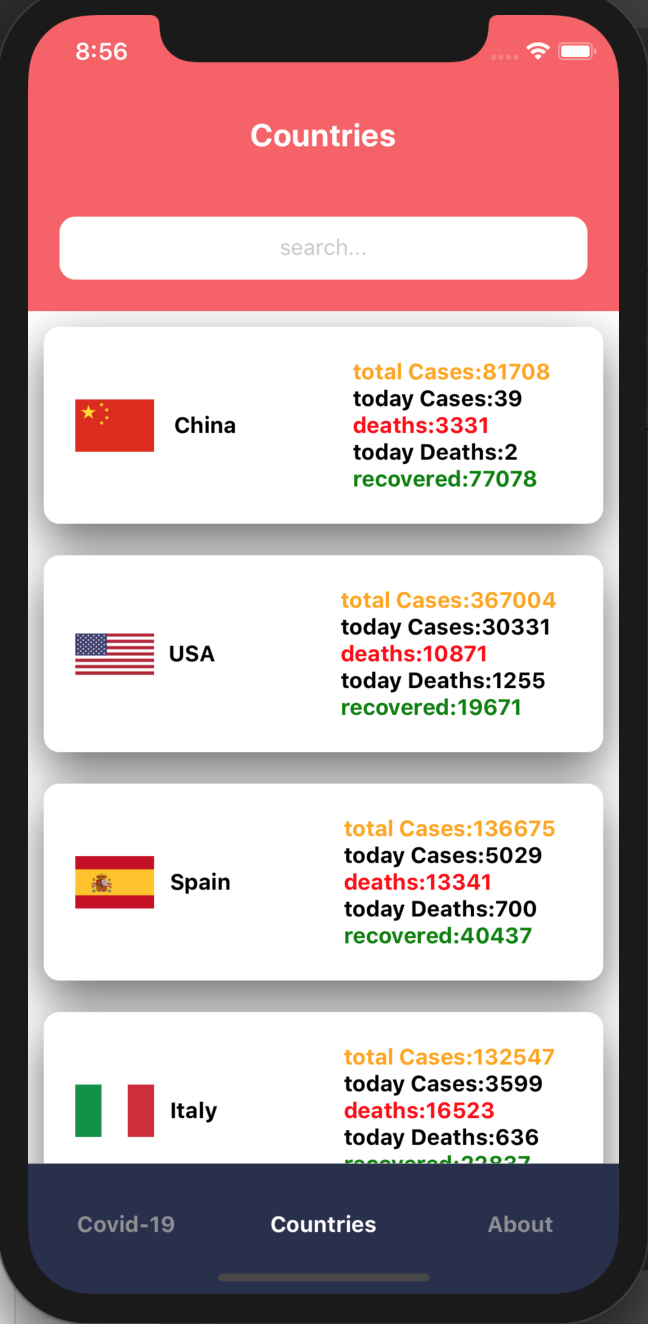 8:56
Countries
search...
total Cases:81708
today Cases:39
deaths:3331
China
today Deaths:2
recovered:77078
total Cases:367004
today Cases:30331
deaths:10871
USA
today Deaths:1255
recovered:19671
total Cases:136675
today Cases:5029
deaths:13341
Spain
today Deaths:700
recovered:40437
total Cases:132547
today Cases:3599
deaths:16523
Italy
today Deaths:636
recovered:22837
Covid-19 Countries About